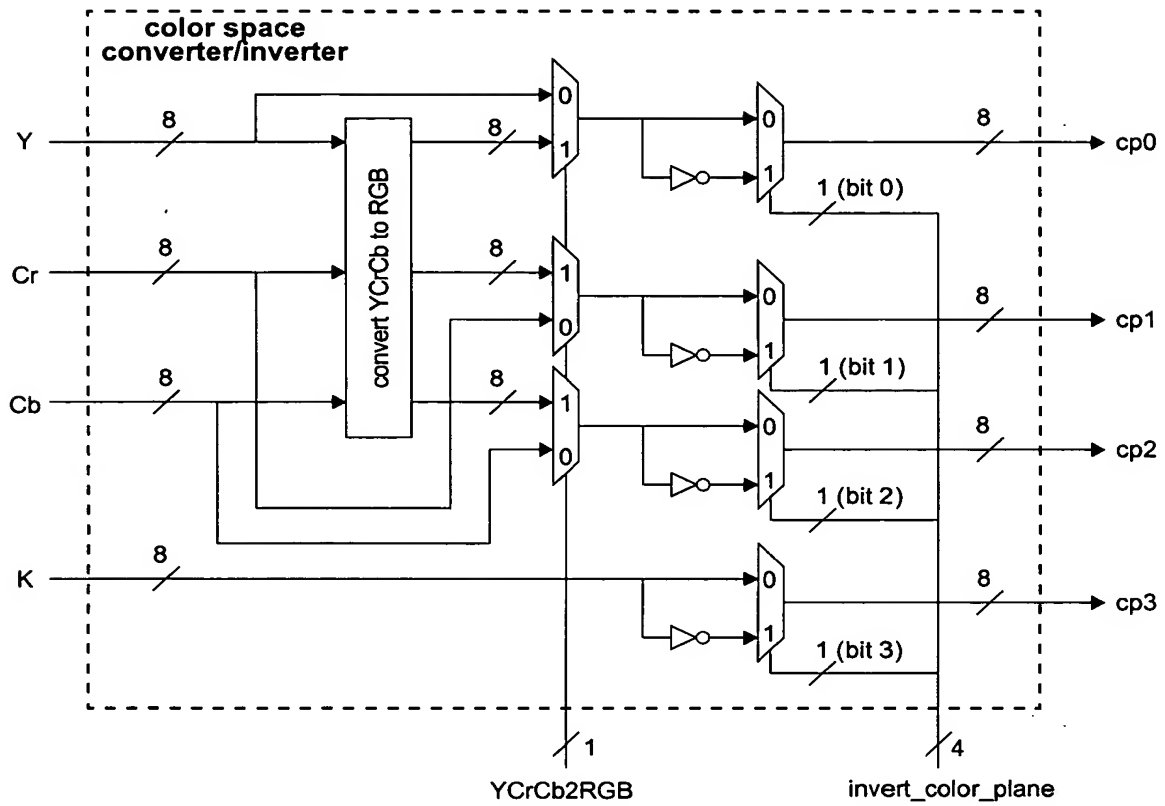 color space
converter/inverter
Y
8
8
0
1
0
1
8
cp0
1 (bit 0)
convert YCrCb to RGB
Cr
8
8
1
0
0
1
8
cp1
1 (bit 1)
Cb
8
8
1
0
0
1
8
cp2
1 (bit 2)
K
8
0
1
8
cp3
1 (bit 3)
1
4
YCrCb2RGB
invert_color_plane